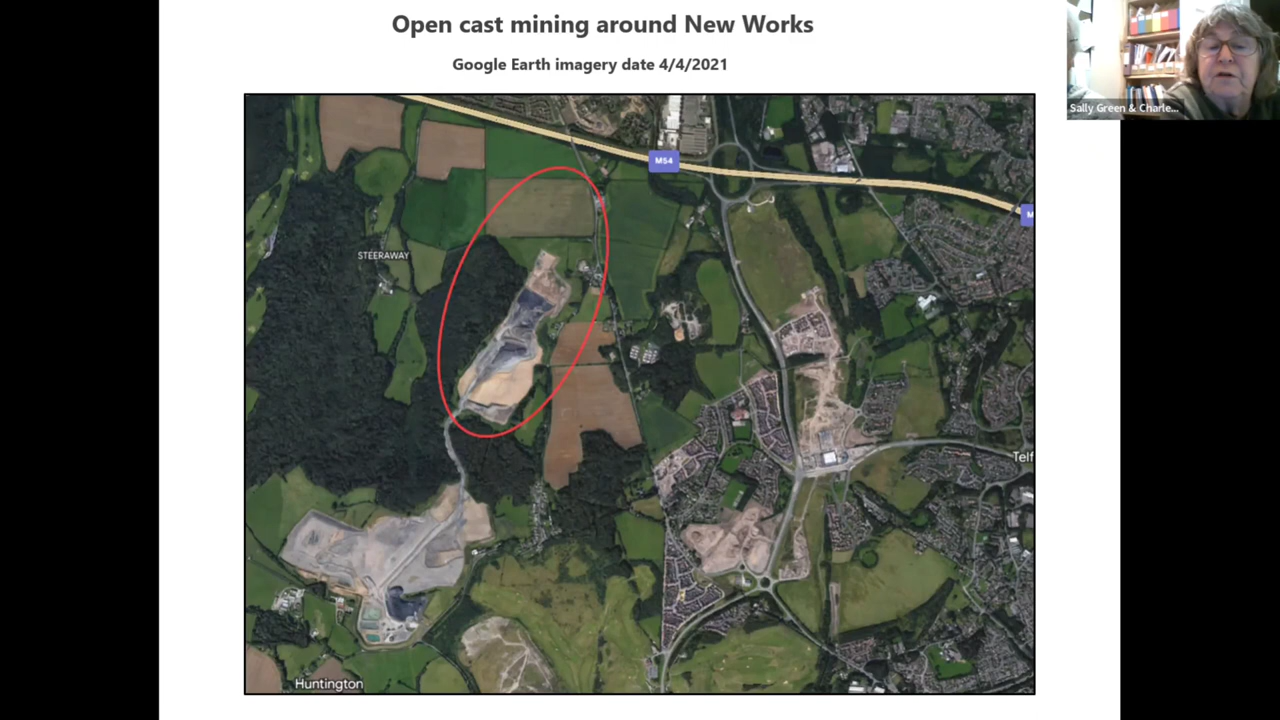 Open cast mining around New Works
Google Earth imagery date 4/4/2021
Sally Green & Charle...
M54
M
STEERAWAY
Telf
Huntington